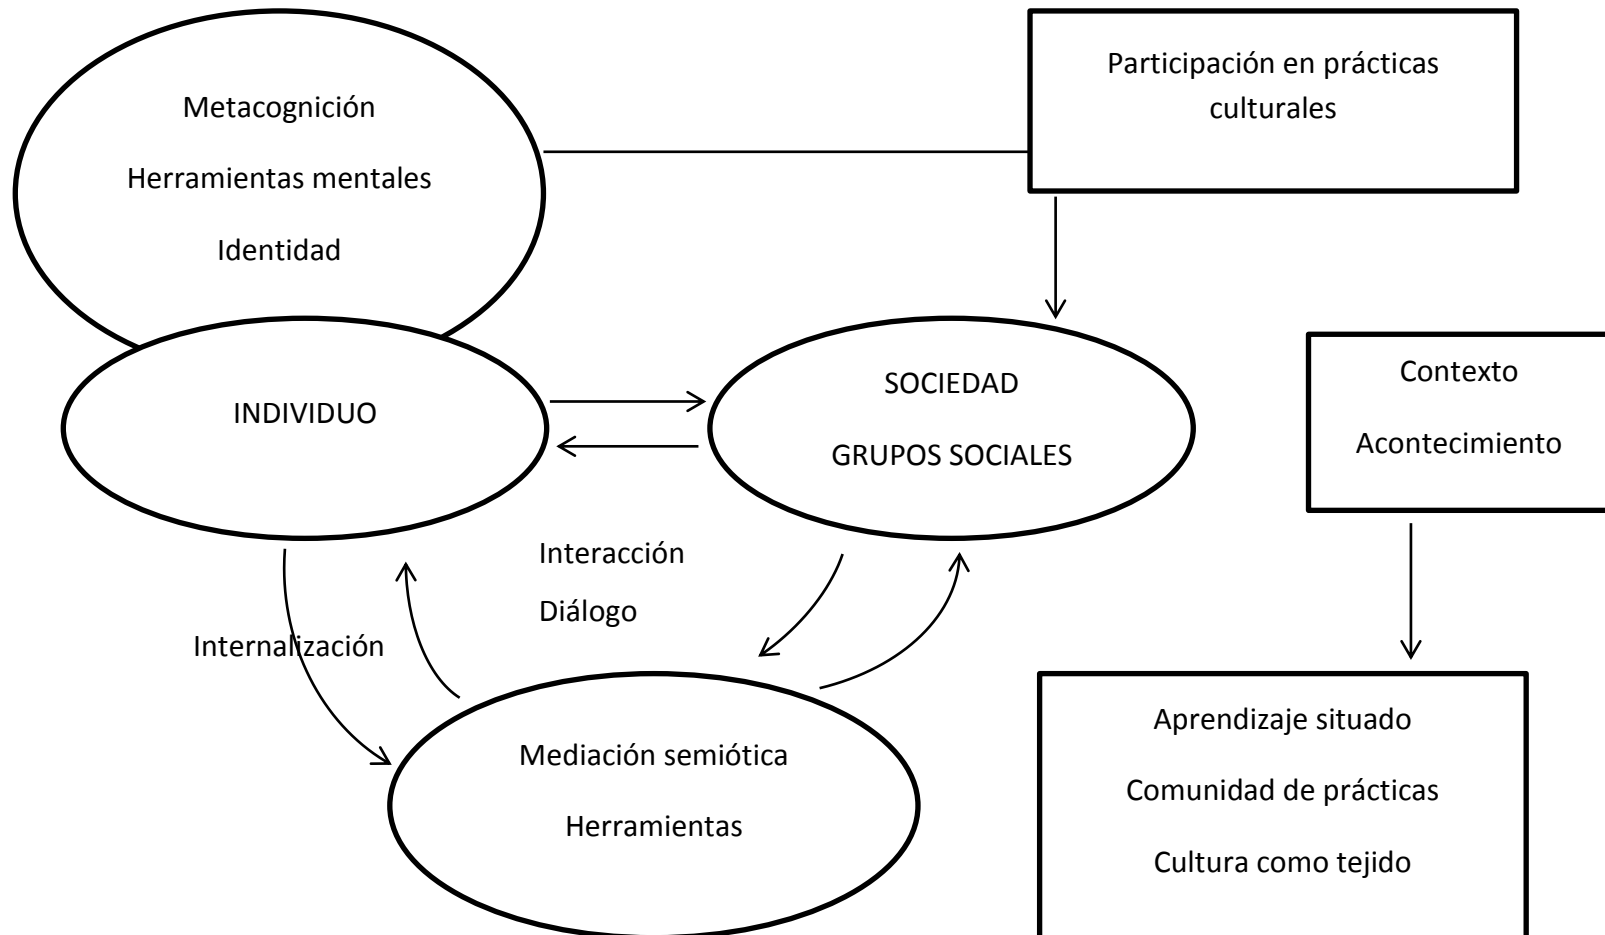 Metacognición
Herramientas mentales
Identidad
Participación en prácticas
culturales
INDIVIDUO
SOCIEDAD
GRUPOS SOCIALES
Contexto
Acontecimiento
Interacción
Diálogo
Internalización
Mediación semiótica
Herramientas
Aprendizaje situado
Comunidad de prácticas
Cultura como tejido